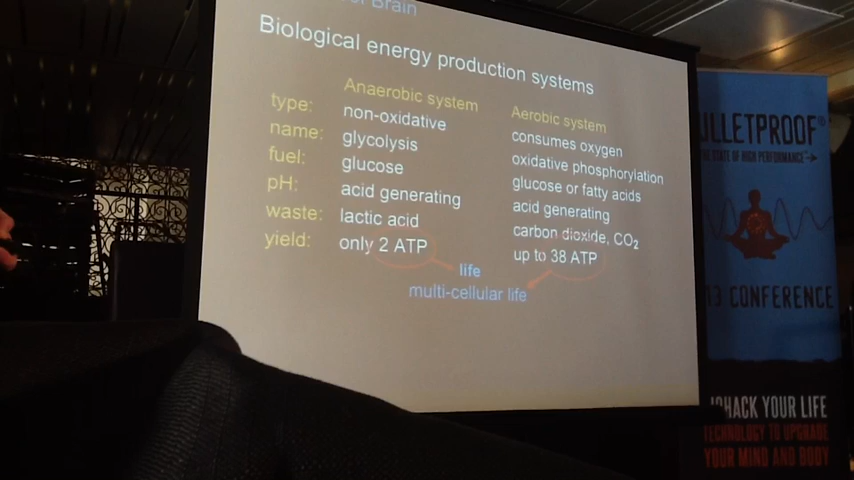 Brain
Biological energy production systems
Anaerobic system
Aerobic system
type: non-oxidative consumes oxygen
name: glycolysis oxidative phosphorylation
fuel: glucose glucose or fatty acids
pH: acid generating acid generating
waste: lactic acid carbon dioxide, CO₂
yield: only 2 ATP up to 38 ATP
life
multi-cellular life
ULLETPROOF®
THE STATE OF HIGH PERFORMANCE™
13 CONFERENCE
OHACK YOUR LIFE
TECHNOLOGY TO UPGRADE
YOUR MIND AND BODY